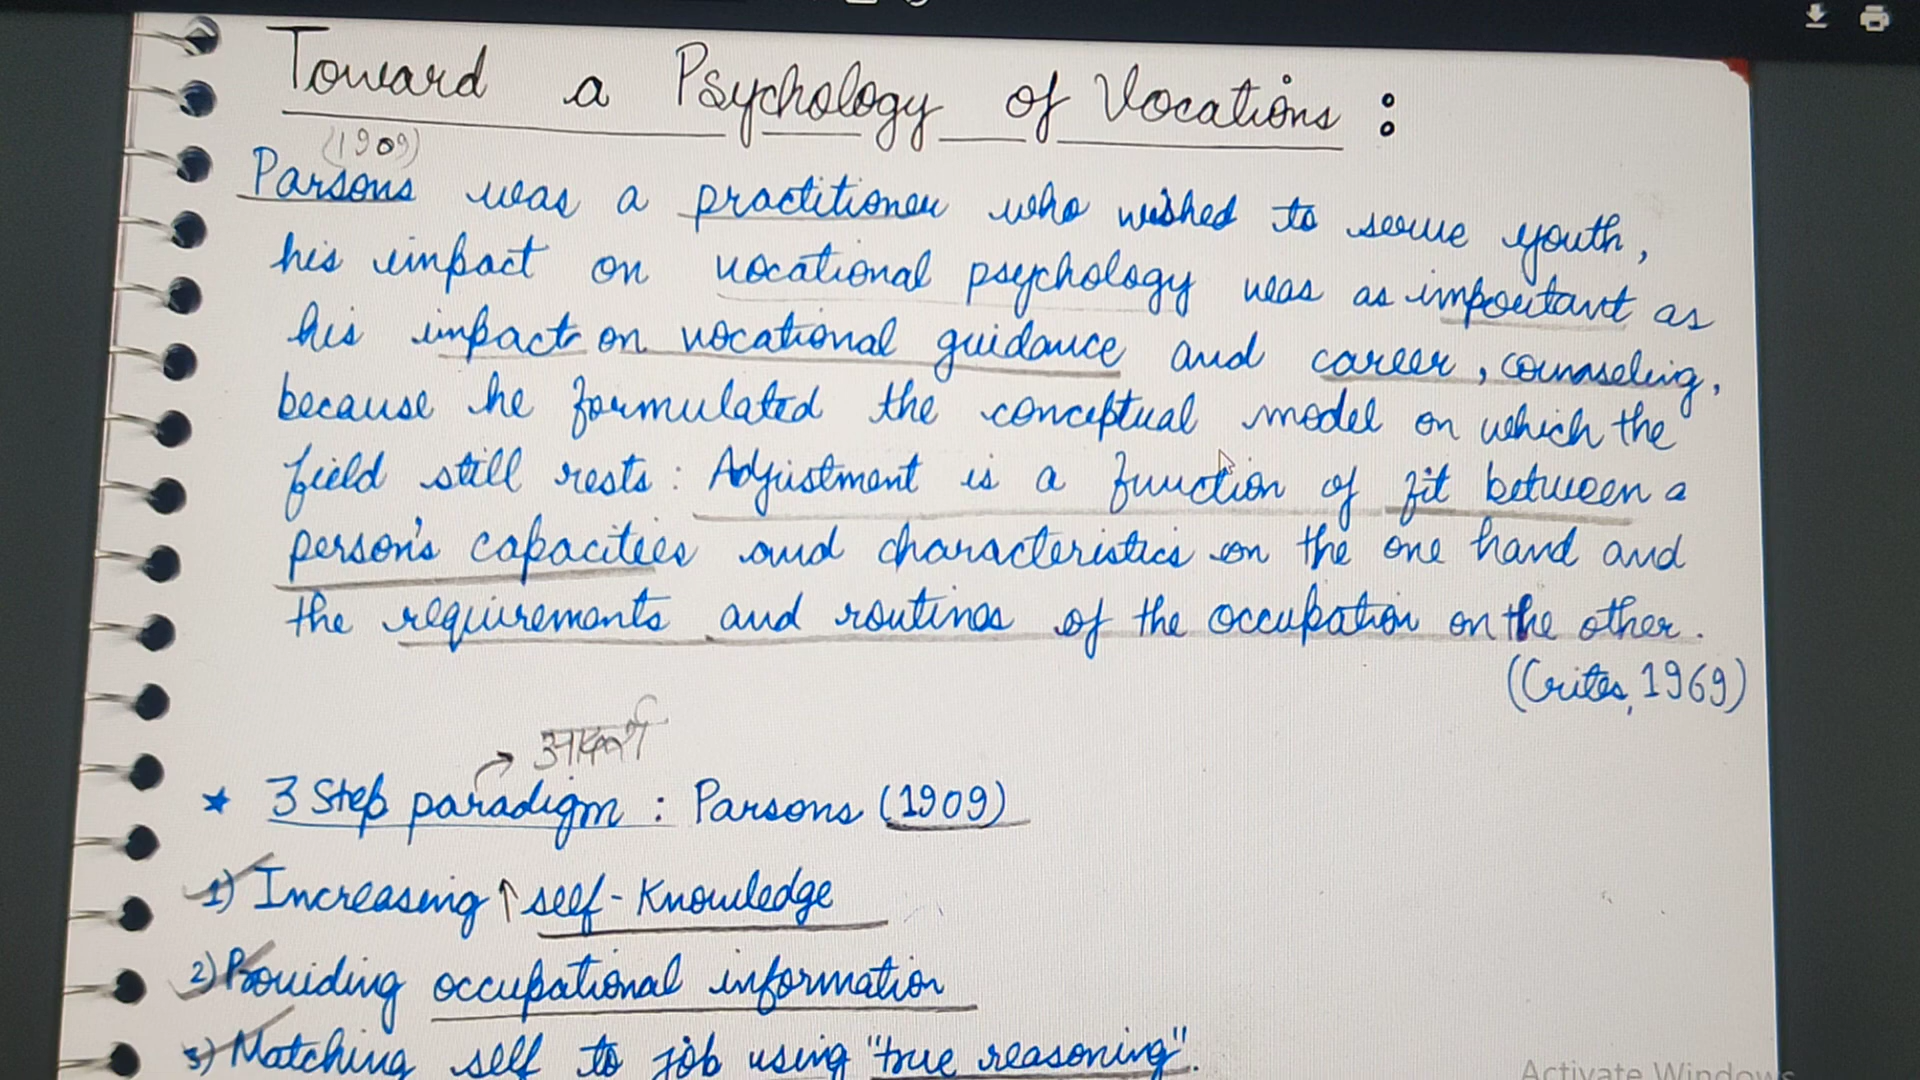 Toward a Psychology of Vocations :
(1909)
Parsons was a practitioner who wished to serve youth,
his impact on vocational psychology was as important as
his impact on vocational guidance and career, counseling,
because he formulated the conceptual model on which the
field still rests : Adjustment is a function of fit between a
person's capacities and characteristics on the one hand and
the requirements and routines of the occupation on the other.
(Crites, 1969)
★ 3 Step paradigm : Parsons (1909)
1) Increasing ↑ self-Knowledge
2) Providing occupational information
3) Matching self to job using "true reasoning".
Activate Windows